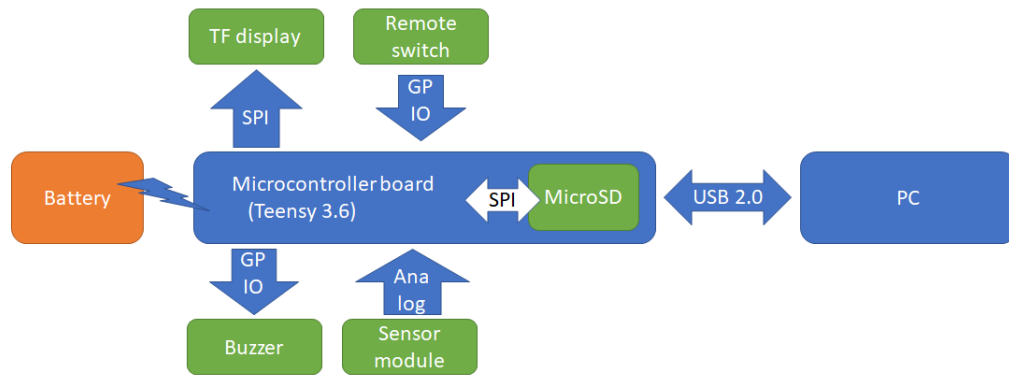 TF display
Remote
switch
SPI
GP
IO
Battery
Microcontroller board
(Teensy 3.6)
SPI
MicroSD
USB 2.0
PC
GP
IO
Ana
log
Buzzer
Sensor
module